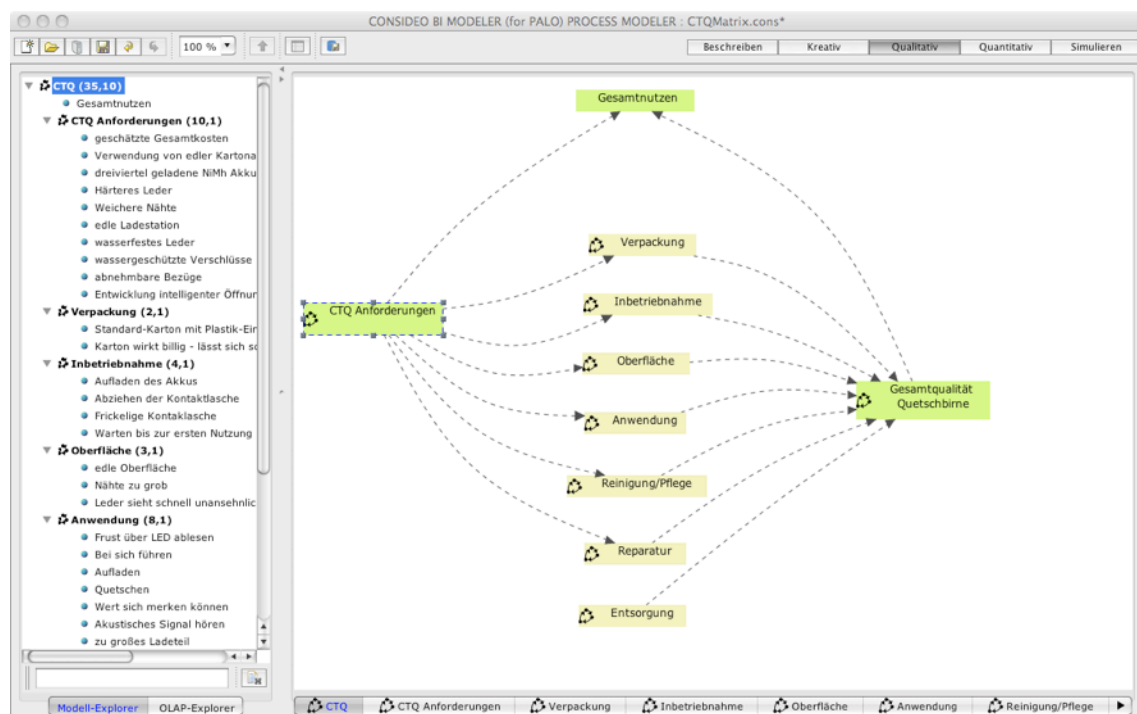 CONSIDEO BI MODELER (for PALO) PROCESS MODELER : CTQMatrix.cons*
100 %
Beschreiben
Kreativ
Qualitativ
Quantitativ
Simulieren
CTQ (35,10)
Gesamtnutzen
CTQ Anforderungen (10,1)
geschätzte Gesamtkosten
Verwendung von edler Kartona
dreiviertel geladene NiMh Akku
Härteres Leder
Weichere Nähte
edle Ladestation
wasserfestes Leder
wassergeschützte Verschlüsse
abnehmbare Bezüge
Entwicklung intelligenter Öffnur
Verpackung (2,1)
Standard-Karton mit Plastik-Eir
Karton wirkt billig - lässt sich sc
Inbetriebnahme (4,1)
Aufladen des Akkus
Abziehen der Kontaktlasche
Frickelige Kontaklasche
Warten bis zur ersten Nutzung
Oberfläche (3,1)
edle Oberfläche
Nähte zu grob
Leder sieht schnell unansehnlic
Anwendung (8,1)
Frust über LED ablesen
Bei sich führen
Aufladen
Quetschen
Wert sich merken können
Akustisches Signal hören
zu großes Ladeteil
Modell-Explorer
OLAP-Explorer
Gesamtnutzen
Verpackung
CTQ Anforderungen
Inbetriebnahme
Oberfläche
Gesamtqualität
Quetschbirne
Anwendung
Reinigung/Pflege
Reparatur
Entsorgung
CTQ
CTQ Anforderungen
Verpackung
Inbetriebnahme
Oberfläche
Anwendung
Reinigung/Pflege